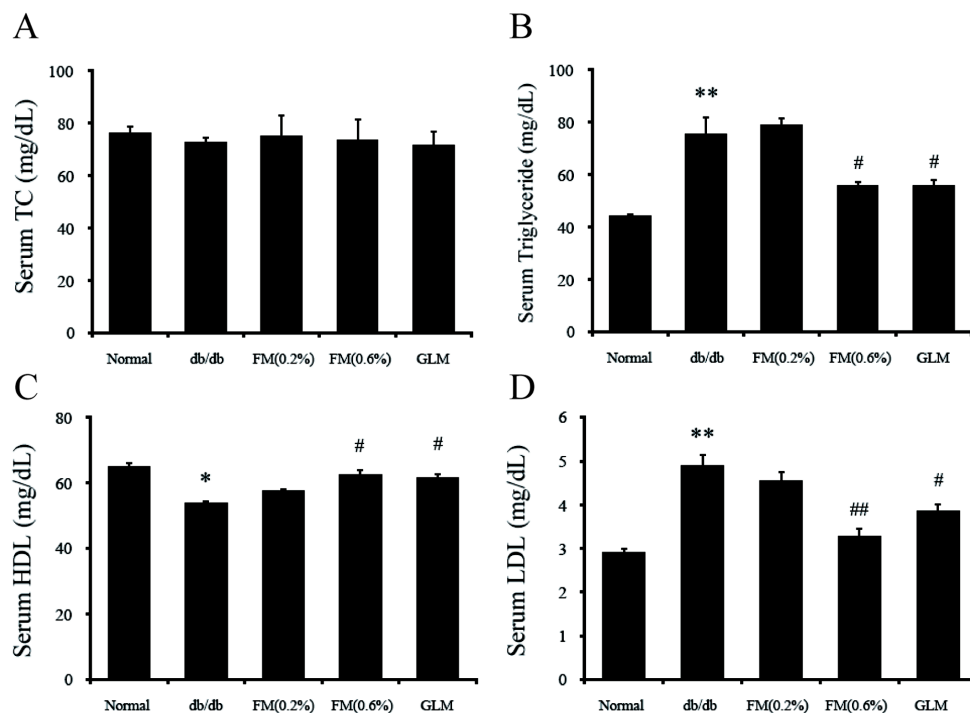 A
Serum TC (mg/dL)
100
80
60
40
20
0
Normal db/db FM(0.2%) FM(0.6%) GLM
B
Serum Triglyceride (mg/dL)
100
80
60
40
20
0
** # #
Normal db/db FM(0.2%) FM(0.6%) GLM
C
Serum HDL (mg/dL)
80
60
40
20
0
* # #
Normal db/db FM(0.2%) FM(0.6%) GLM
D
Serum LDL (mg/dL)
6
5
4
3
2
1
0
** ## #
Normal db/db FM(0.2%) FM(0.6%) GLM